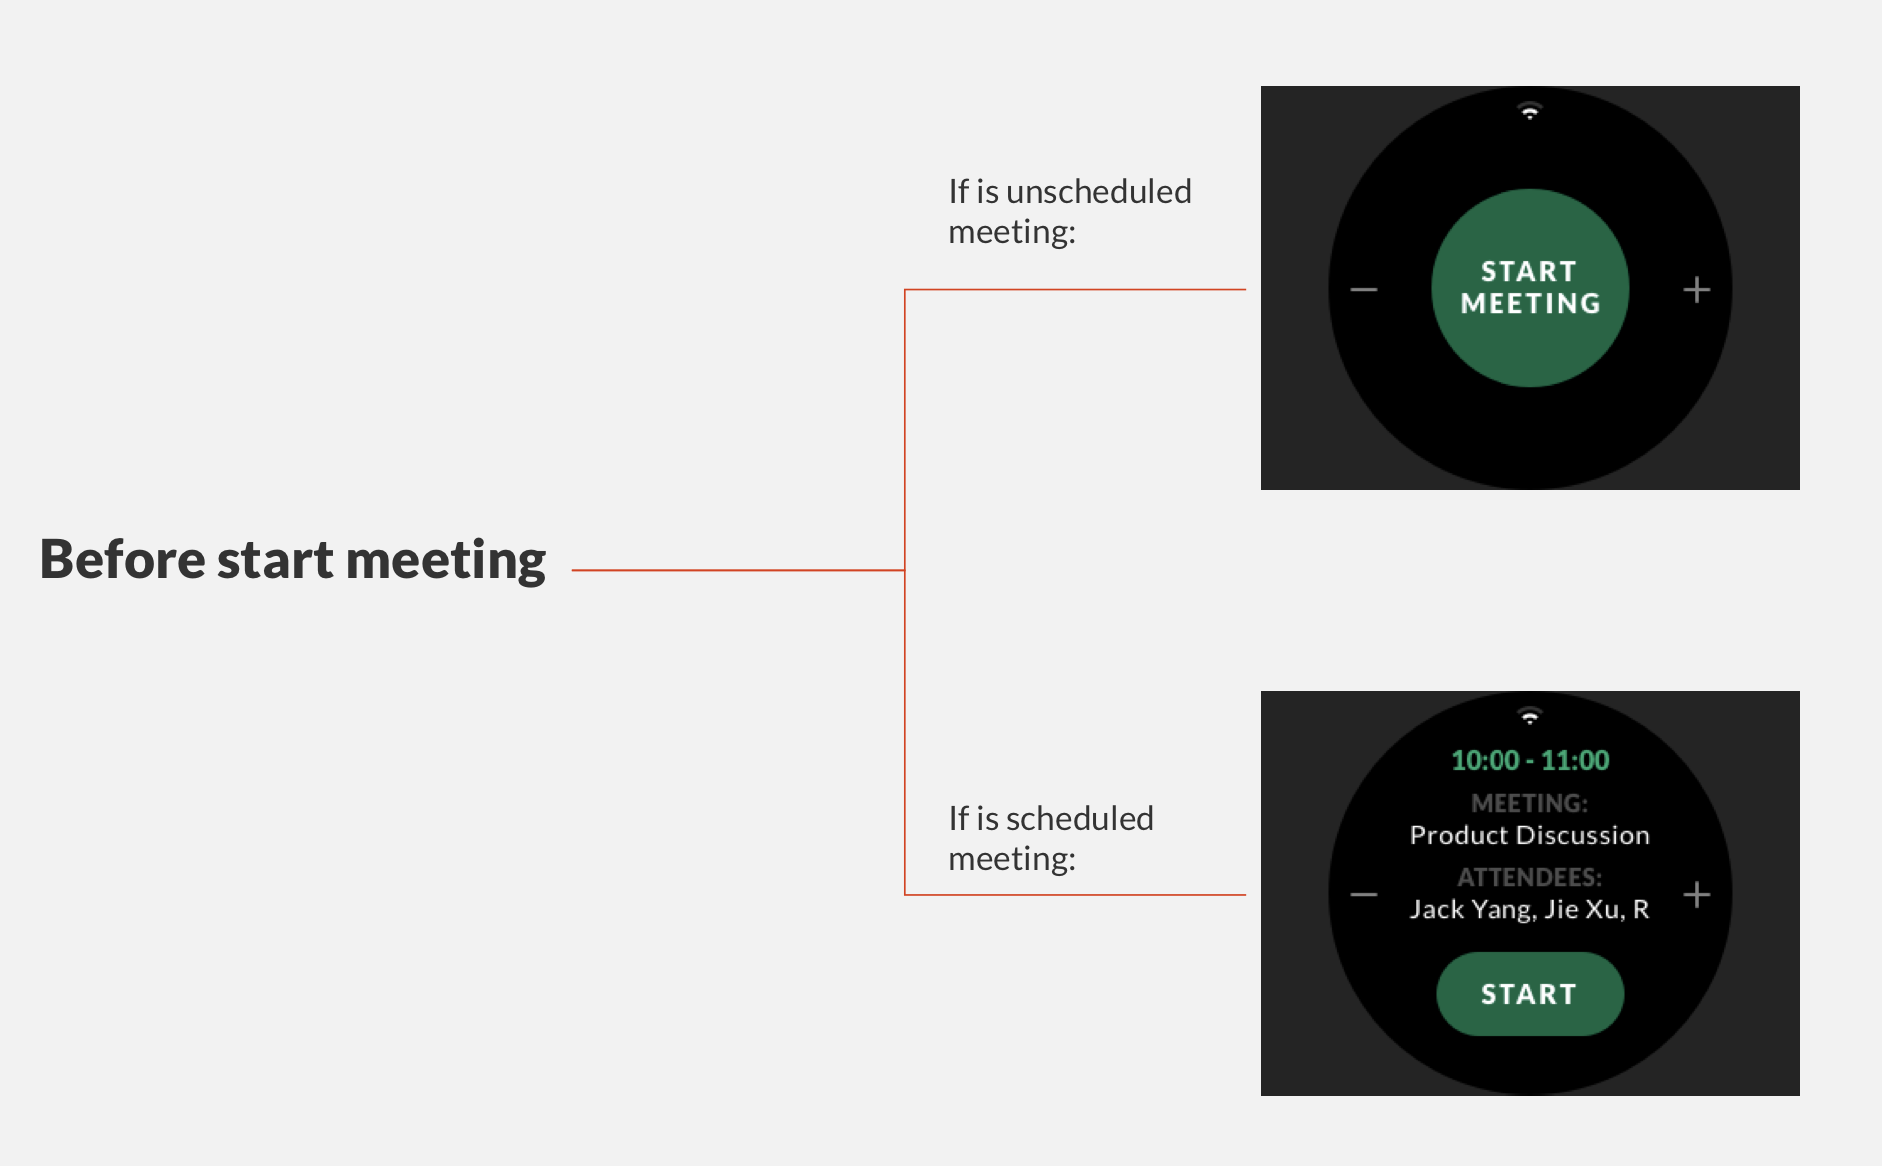 If is unscheduled
meeting:
START
MEETING
− +
Before start meeting
10:00 - 11:00
MEETING:
Product Discussion
If is scheduled
meeting:
ATTENDEES:
− +
Jack Yang, Jie Xu, R
START